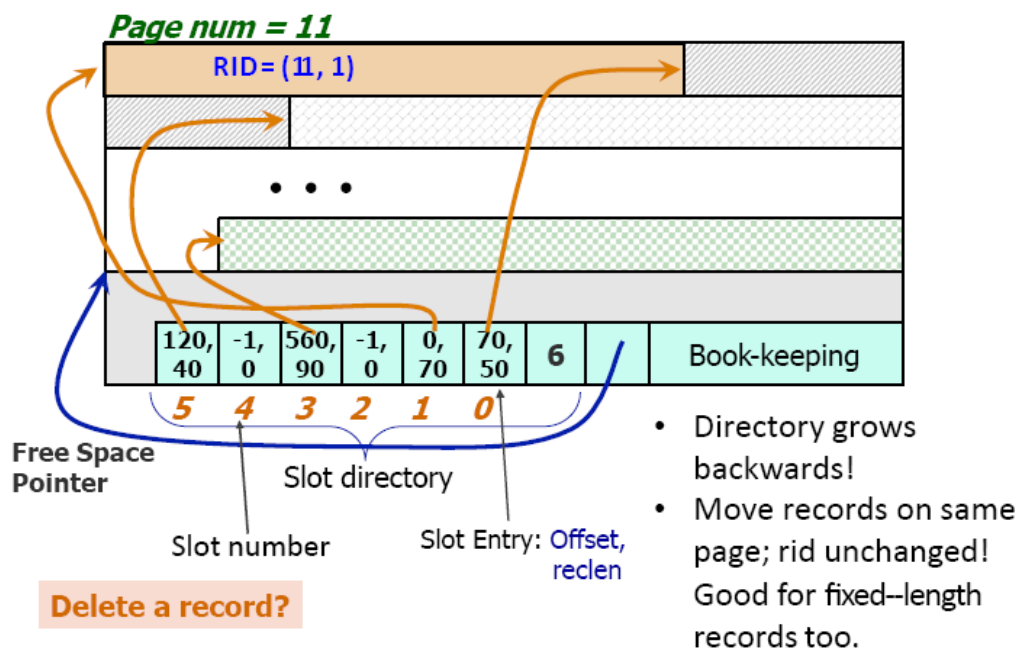 Page num = 11
RID= (11, 1)
• • •
120, 40
-1, 0
560, 90
-1, 0
0, 70
70, 50
6
Book-keeping
5 4 3 2 1 0
Free Space
Pointer
Slot directory
Slot number
Slot Entry: Offset,
reclen
Delete a record?
• Directory grows
backwards!
• Move records on same
page; rid unchanged!
Good for fixed--length
records too.